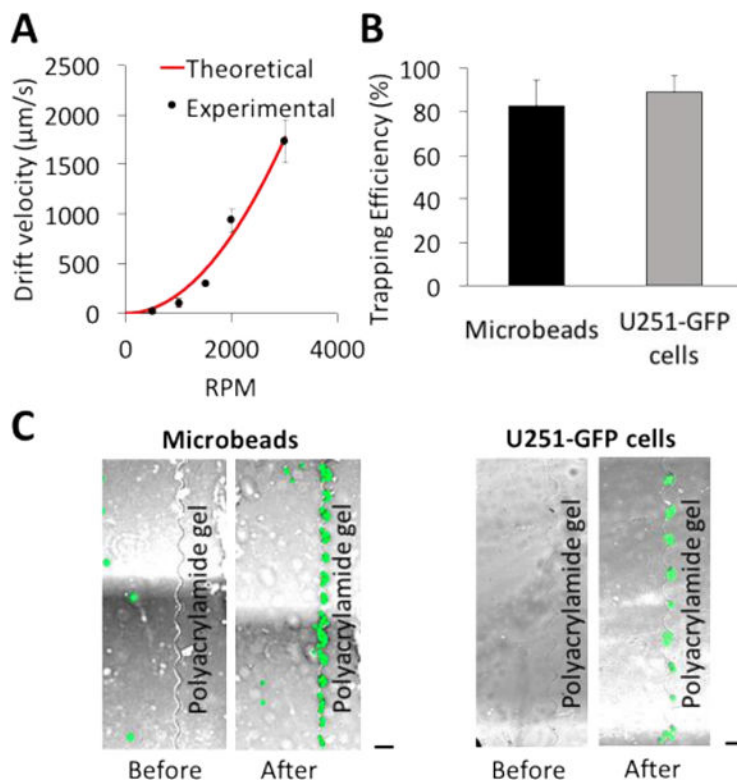 A
Drift velocity (μm/s)
2500
2000
1500
1000
500
0
Theoretical
Experimental
0 2000 4000
RPM
B
Trapping Efficiency (%)
100
80
60
40
20
0
Microbeads
U251-GFP
cells
C
Microbeads
Polyacrylamide gel
Polyacrylamide gel
Before After
U251-GFP cells
Polyacrylamide gel
Polyacrylamide gel
Before After